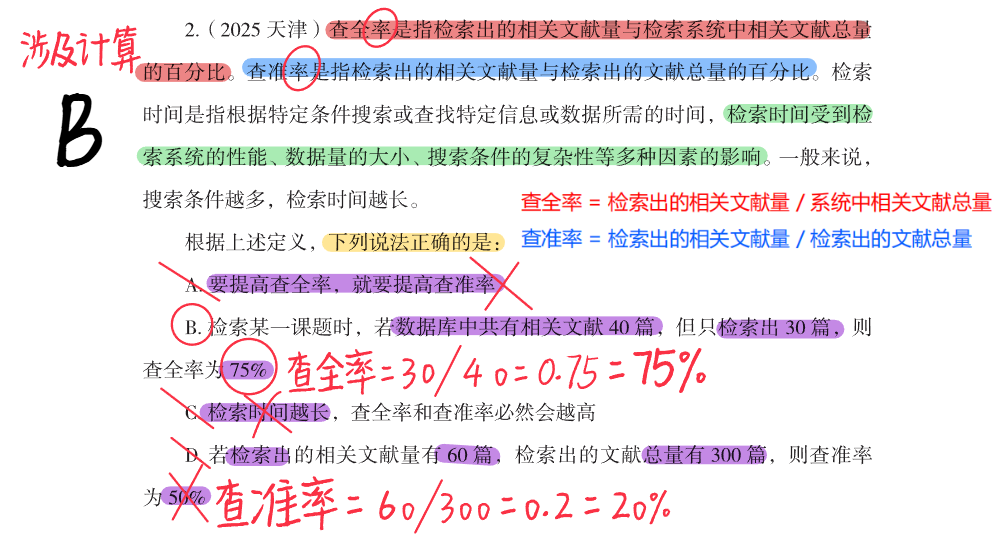 涉及计算
B
2.（2025 天津）查全率是指检索出的相关文献量与检索系统中相关文献总量
的百分比。查准率是指检索出的相关文献量与检索出的文献总量的百分比。检索
时间是指根据特定条件搜索或查找特定信息或数据所需的时间，检索时间受到检
索系统的性能、数据量的大小、搜索条件的复杂性等多种因素的影响。一般来说，
搜索条件越多，检索时间越长。
查全率 = 检索出的相关文献量 / 系统中相关文献总量
查准率 = 检索出的相关文献量 / 检索出的文献总量
根据上述定义，下列说法正确的是：
A. 要提高查全率，就要提高查准率
B. 检索某一课题时，若数据库中共有相关文献 40 篇，但只检索出 30 篇，则
查全率为 75%
查全率=30/40=0.75=75%
C. 检索时间越长，查全率和查准率必然会越高
D. 若检索出的相关文献量有 60 篇，检索出的文献总量有 300 篇，则查准率
为 50%
查准率=60/300=0.2=20%